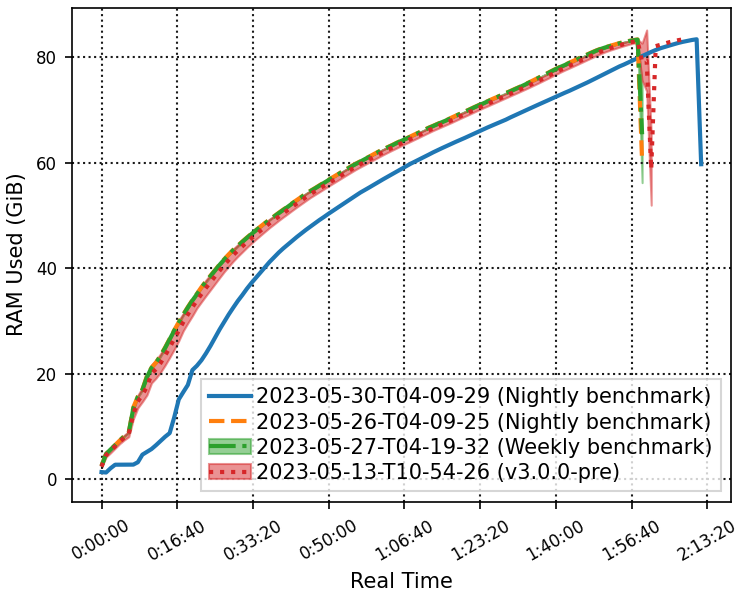 80
60
40
20
0
RAM Used (GiB)
2023-05-30-T04-09-29 (Nightly benchmark)
2023-05-26-T04-09-25 (Nightly benchmark)
2023-05-27-T04-19-32 (Weekly benchmark)
2023-05-13-T10-54-26 (v3.0.0-pre)
0:00:00
0:16:40
0:33:20
0:50:00
1:06:40
1:23:20
1:40:00
1:56:40
2:13:20
Real Time